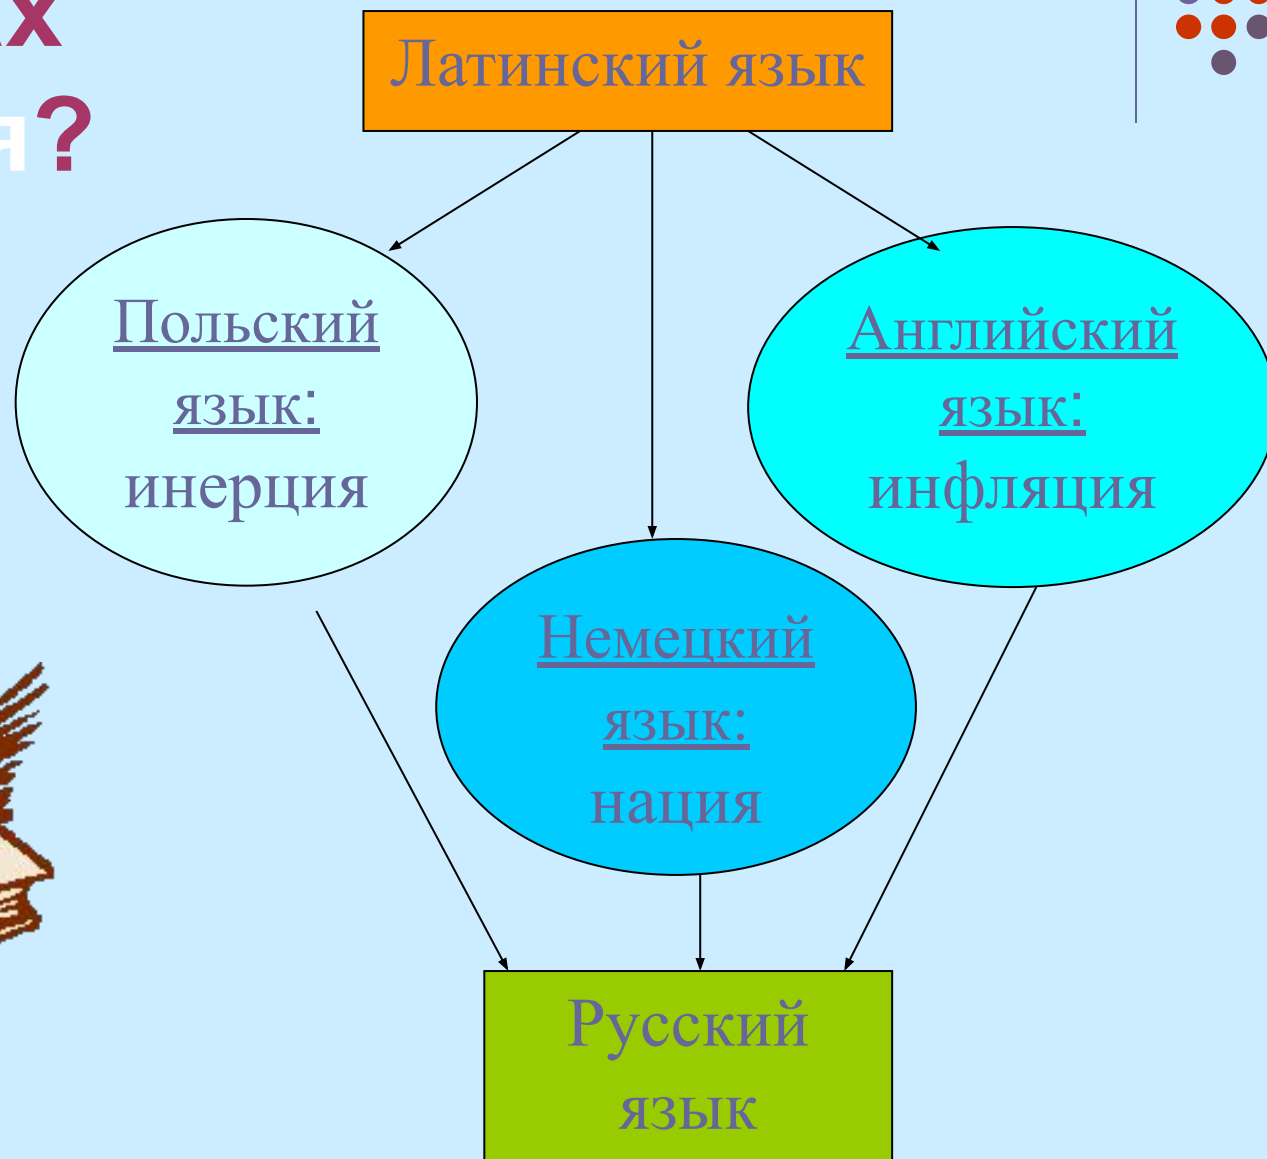 х
я?
Латинский язык
Польский
язык:
инерция
Английский
язык:
инфляция
Немецкий
язык:
нация
Русский
язык